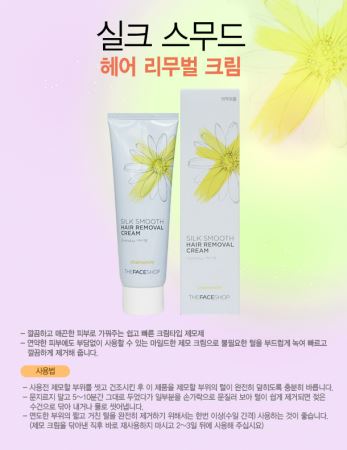 실크 스무드
헤어 리무벌 크림
의약외품
SILK SMOOTH
HAIR REMOVAL
CREAM
THEFACESHOP
SILK SMOOTH
HAIR REMOVAL
CREAM
THEFACESHOP
- 깔끔하고 매끈한 피부로 가꿔주는 쉽고 빠른 크림타입 제모제
- 연약한 피부에도 부담없이 사용할 수 있는 마일드한 제모 크림으로 불필요한 털을 부드럽게 녹여 빠르고
깔끔하게 제거해 줍니다.
사용법
- 사용전 제모할 부위를 씻고 건조시킨 후 이 제품을 제모할 부위의 털이 완전히 덮히도록 충분히 바릅니다.
- 문지르지 말고 5~10분간 그대로 두었다가 일부분을 손가락으로 문질러 보아 털이 쉽게 제거되면 젖은
수건으로 닦아 내거나 물로 씻어냅니다.
- 면도한 부위의 짧고 거친 털을 완전히 제거하기 위해서는 한번 이상(수일 간격) 사용하는 것이 좋습니다.
(제모 크림을 닦아낸 직후 바로 재사용하지 마시고 2~3일 뒤에 사용해 주십시요)